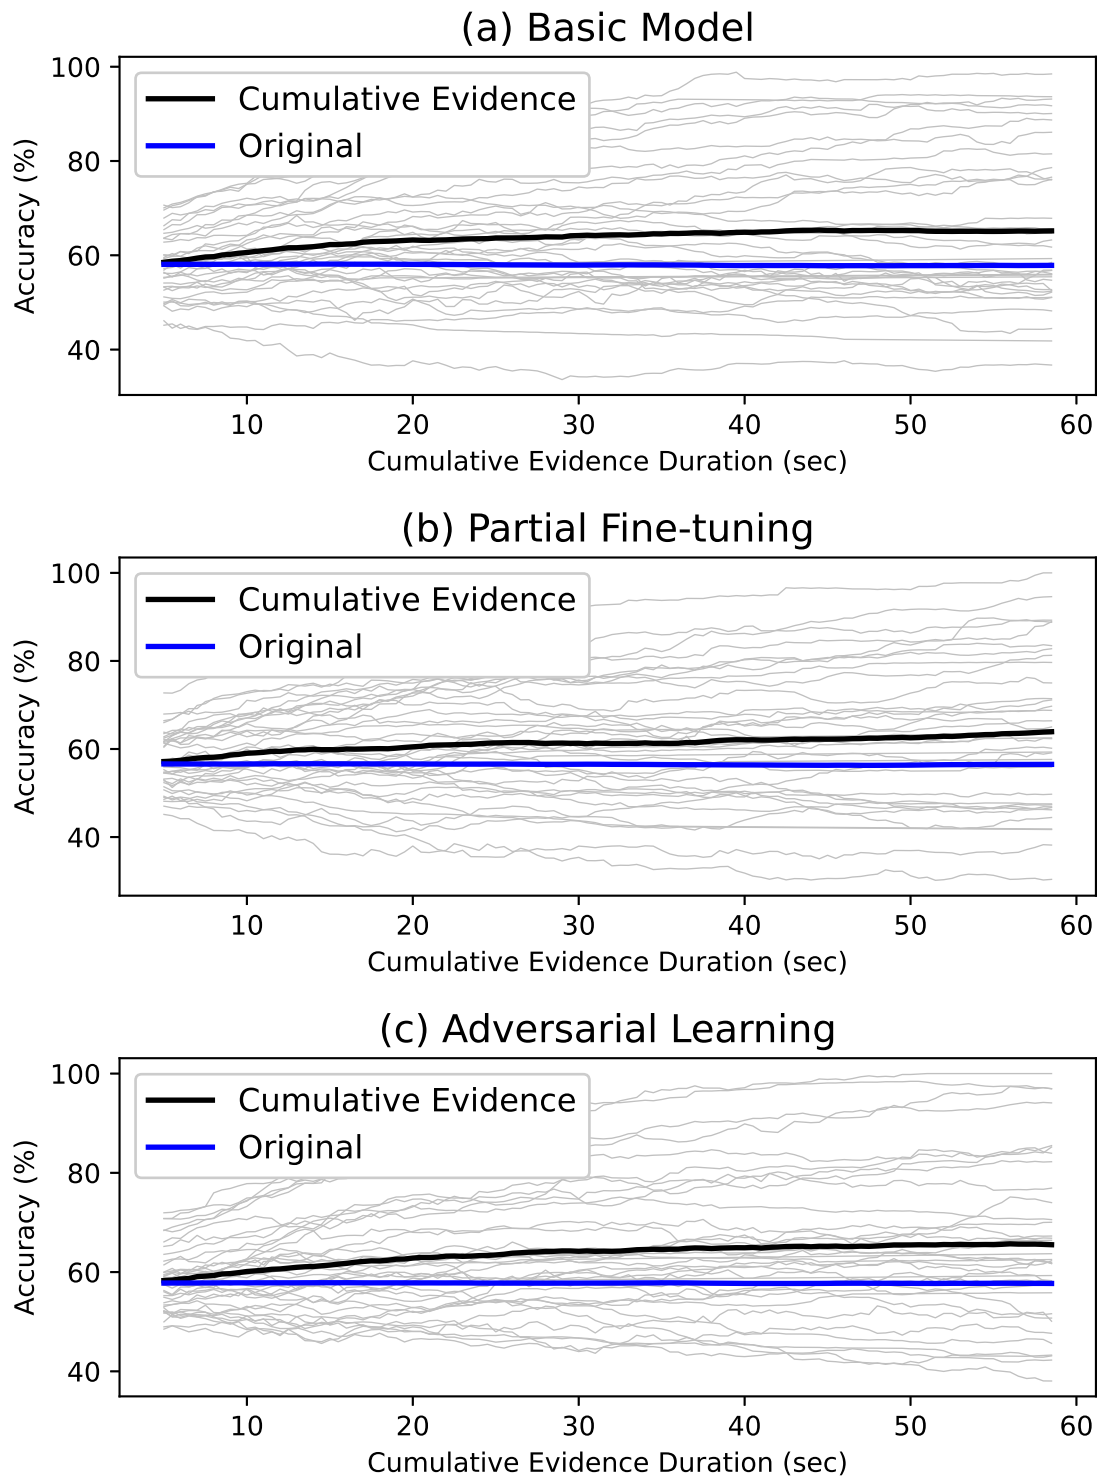 (a) Basic Model
100
80
60
40
Accuracy (%)
Cumulative Evidence
Original
10 20 30 40 50 60
Cumulative Evidence Duration (sec)
(b) Partial Fine-tuning
100
80
60
40
Accuracy (%)
Cumulative Evidence
Original
10 20 30 40 50 60
Cumulative Evidence Duration (sec)
(c) Adversarial Learning
100
80
60
40
Accuracy (%)
Cumulative Evidence
Original
10 20 30 40 50 60
Cumulative Evidence Duration (sec)